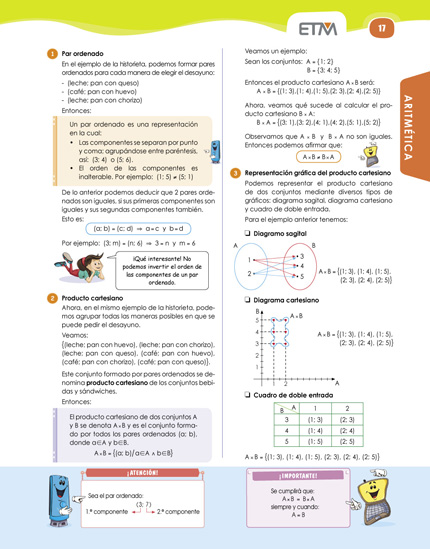 ETM
17
ARITMÉTICA
1 Par ordenado
En el ejemplo de la historieta, podemos formar pares
ordenados para cada manera de elegir el desayuno:
- (leche; pan con queso)
- (café; pan con huevo)
- (leche; pan con chorizo)
Entonces:
Un par ordenado es una representación
en la cual:
• Las componentes se separan por punto
y coma; agrupándose entre paréntesis,
así: (3; 4) o (5; 6).
• El orden de las componentes es
inalterable. Por ejemplo: (1; 5) ≠ (5; 1)
De lo anterior podemos deducir que 2 pares orde-
nados son iguales, si sus primeras componentes son
iguales y sus segundas componentes también.
Esto es:
(a; b) = (c; d) ⇒ a = c y b = d
Por ejemplo: (3; m) = (n; 6) ⇒ 3 = n y m = 6
¡Qué interesante! No
podemos invertir el orden de
las componentes de un par
ordenado.
2 Producto cartesiano
Ahora, en el mismo ejemplo de la historieta, pode-
mos agrupar todas las maneras posibles en que se
puede pedir el desayuno.
Veamos:
{(leche; pan con huevo), (leche; pan con chorizo),
(leche; pan con queso), (café; pan con huevo),
(café; pan con chorizo), (café; pan con queso)}.
Este conjunto formado por pares ordenados se de-
nomina producto cartesiano de los conjuntos bebi-
das y sándwiches.
Entonces:
El producto cartesiano de dos conjuntos A
y B se denota A×B y es el conjunto forma-
do por todos los pares ordenados (a; b),
donde a∈A y b∈B.
A×B = {(a; b)/a∈A ∧ b∈B}
¡ATENCIÓN!
Sea el par ordenado:
(3; 7)
1.ª componente 2.ª componente
Veamos un ejemplo:
Sean los conjuntos: A = {1; 2}
B = {3; 4; 5}
Entonces el producto cartesiano A×B será:
A×B = {(1; 3),(1; 4),(1; 5),(2; 3),(2; 4),(2; 5)}
Ahora, veamos qué sucede al calcular el pro-
ducto cartesiano B×A:
B×A = {(3; 1),(3; 2),(4; 1),(4; 2),(5; 1),(5; 2)}
Observamos que A×B y B×A no son iguales.
Entonces podemos afirmar que:
A×B ≠ B×A
3 Representación gráfica del producto cartesiano
Podemos representar el producto cartesiano
de dos conjuntos mediante diversos tipos de
gráficos: diagrama sagital, diagrama cartesiano
y cuadro de doble entrada.
Para el ejemplo anterior tenemos:
❑ Diagrama sagital
A B
1 2
3 4 5
A×B = {(1; 3), (1; 4), (1; 5),
(2; 3), (2; 4), (2; 5)}
❑ Diagrama cartesiano
B A×B
5
4
3
2
1
1 2 A
A×B = {(1; 3), (1; 4), (1; 5),
(2; 3), (2; 4), (2; 5)}
❑ Cuadro de doble entrada
B A 1 2
3 (1; 3) (2; 3)
4 (1; 4) (2; 4)
5 (1; 5) (2; 5)
A×B = {(1; 3), (1; 4), (1; 5), (2; 3), (2; 4), (2; 5)}
¡IMPORTANTE!
Se cumplirá que:
A×B = B×A
siempre y cuando:
A = B